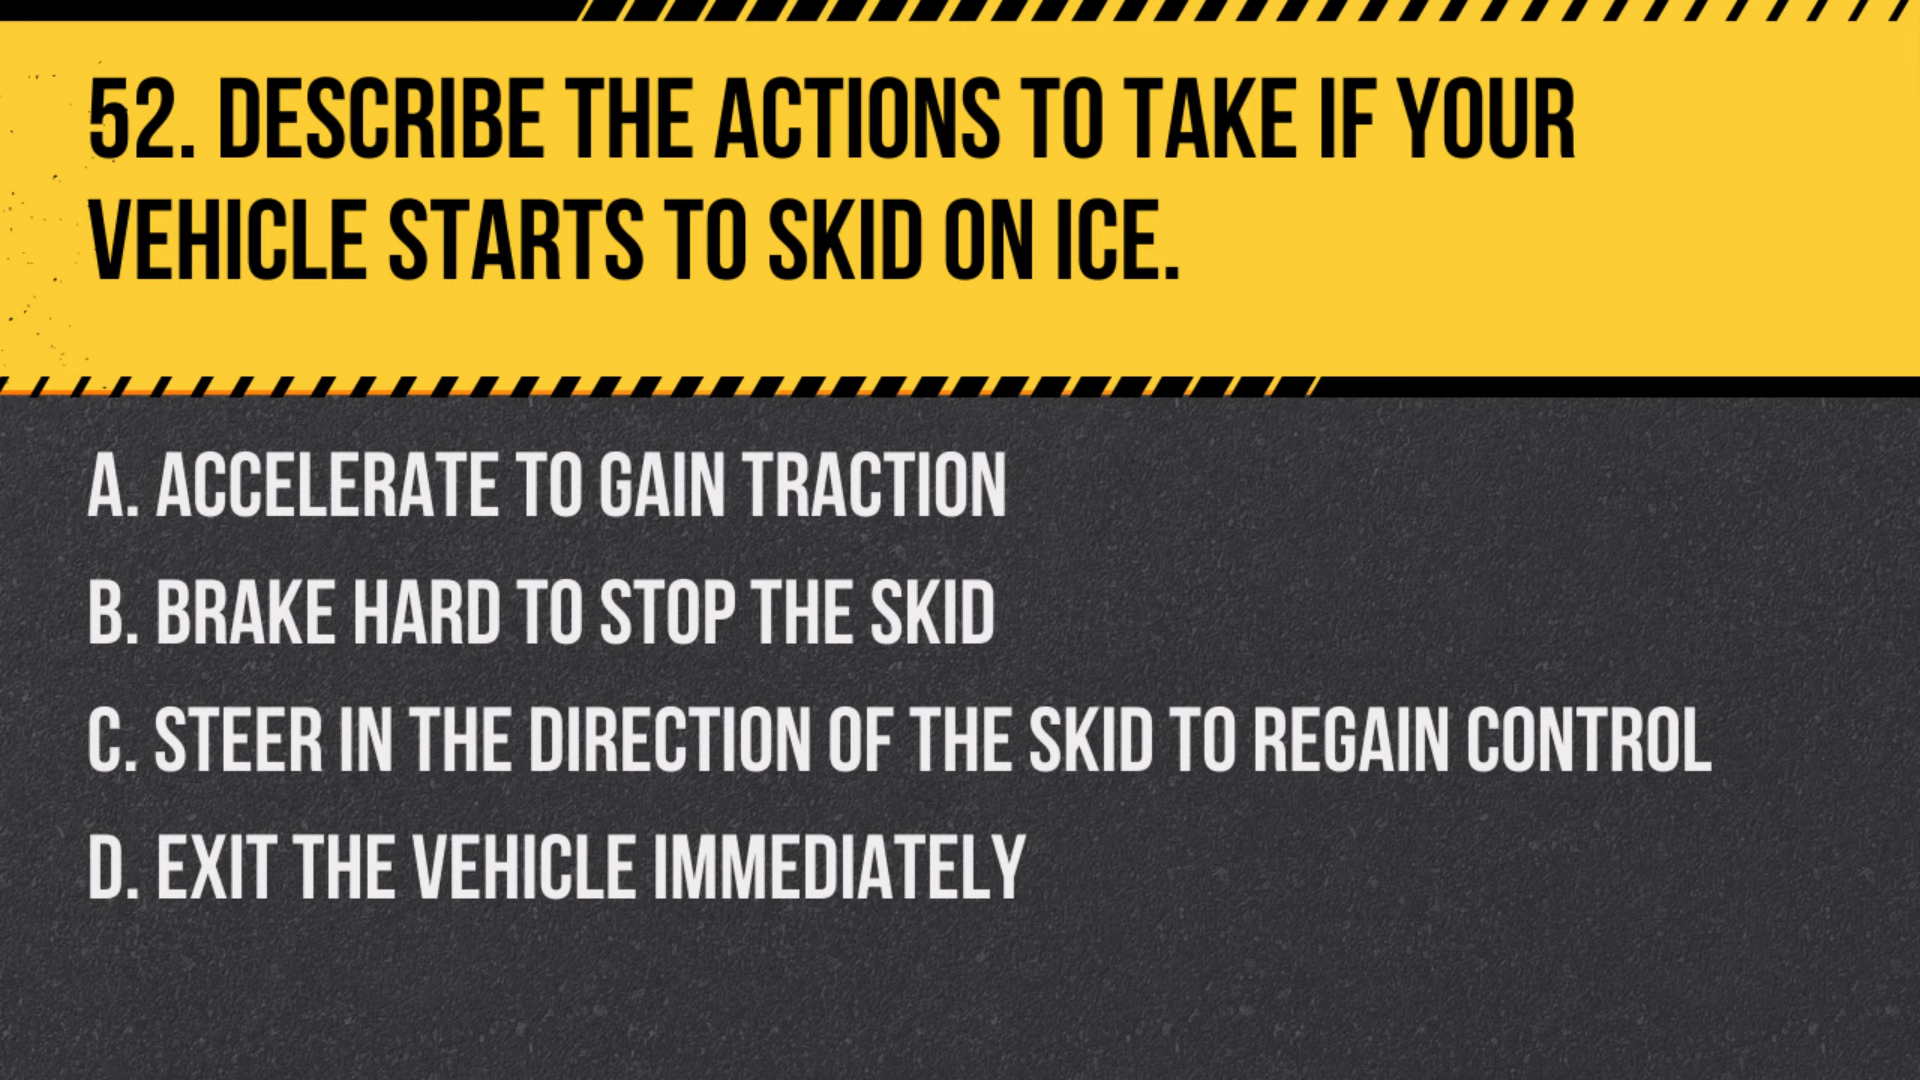 52. DESCRIBE THE ACTIONS TO TAKE IF YOUR
VEHICLE STARTS TO SKID ON ICE.
A. ACCELERATE TO GAIN TRACTION
B. BRAKE HARD TO STOP THE SKID
C. STEER IN THE DIRECTION OF THE SKID TO REGAIN CONTROL
D. EXIT THE VEHICLE IMMEDIATELY